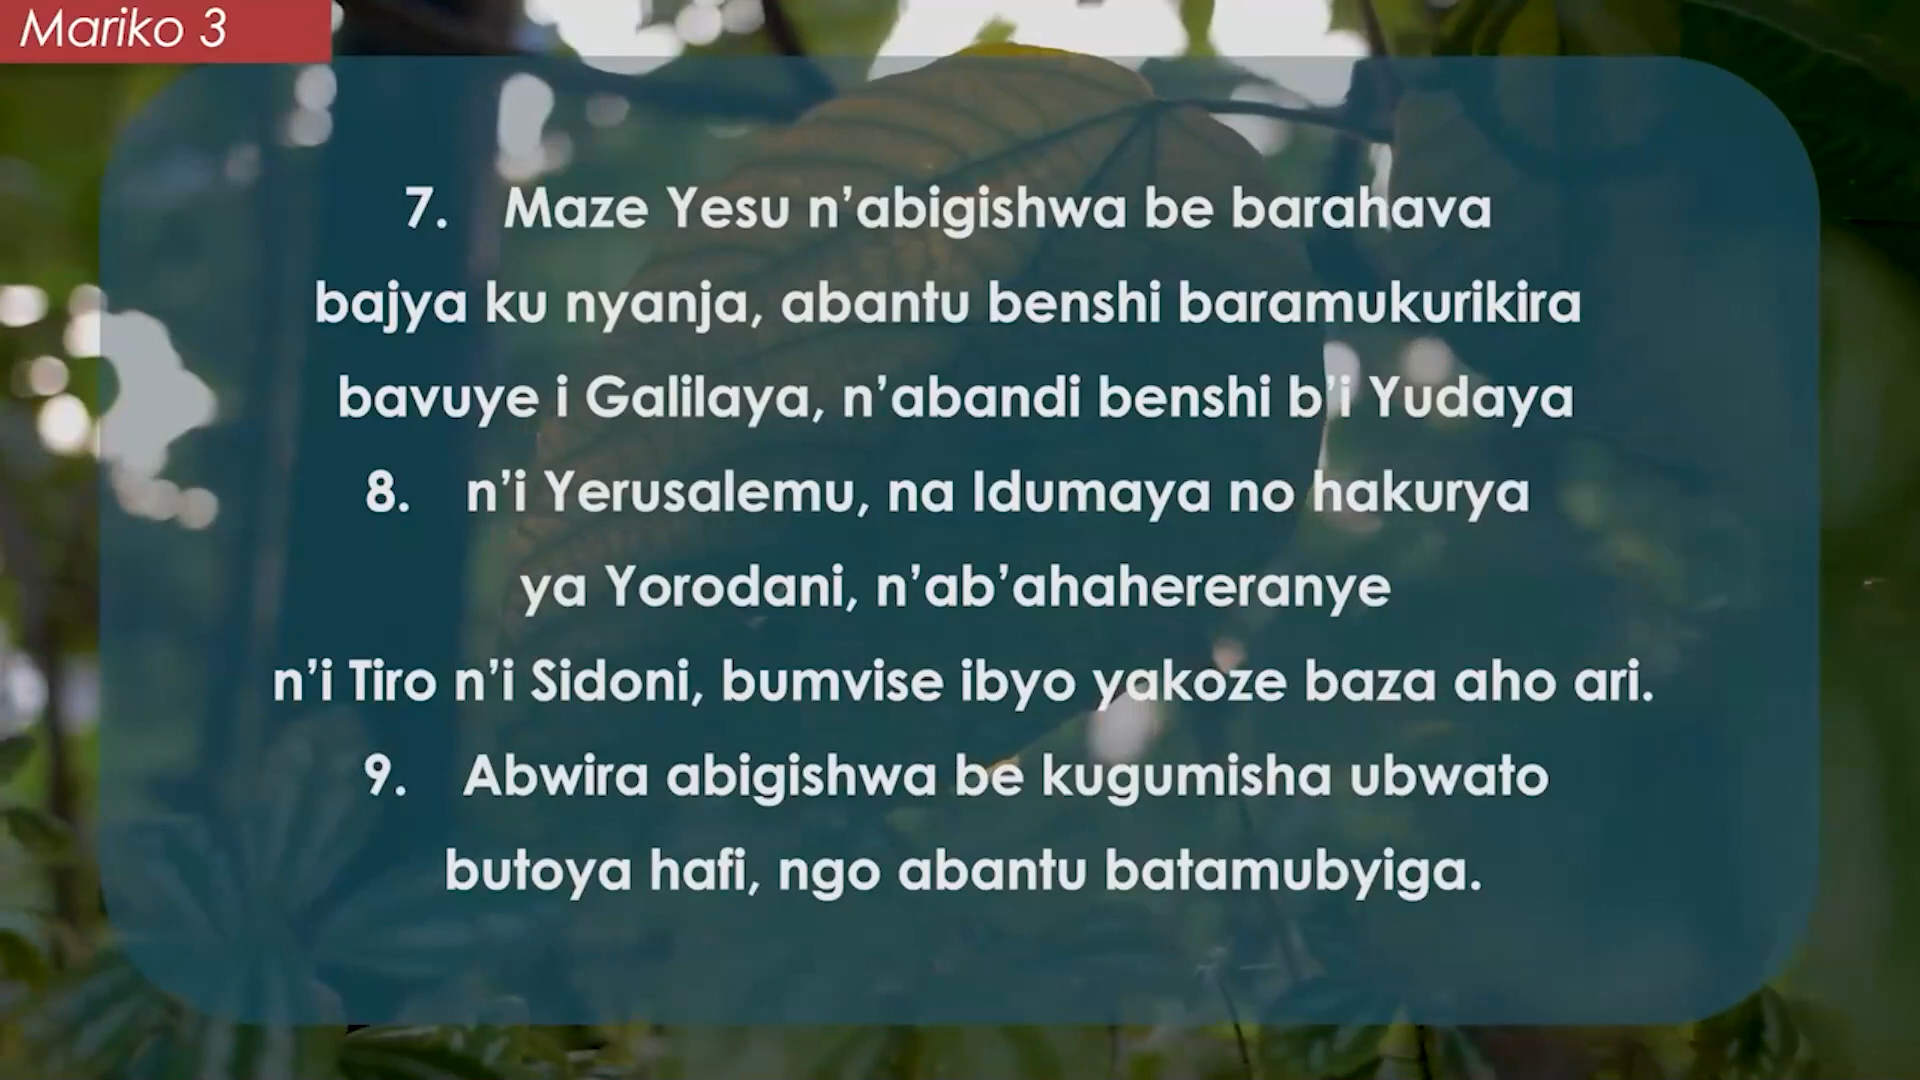 Mariko 3
7. Maze Yesu n’abigishwa be barahava
bajya ku nyanja, abantu benshi baramukurikira
bavuye i Galilaya, n’abandi benshi b’i Yudaya
8. n’i Yerusalemu, na Idumaya no hakurya
ya Yorodani, n’ab’ahahereranye
n’i Tiro n’i Sidoni, bumvise ibyo yakoze baza aho ari.
9. Abwira abigishwa be kugumisha ubwato
butoya hafi, ngo abantu batamubyiga.